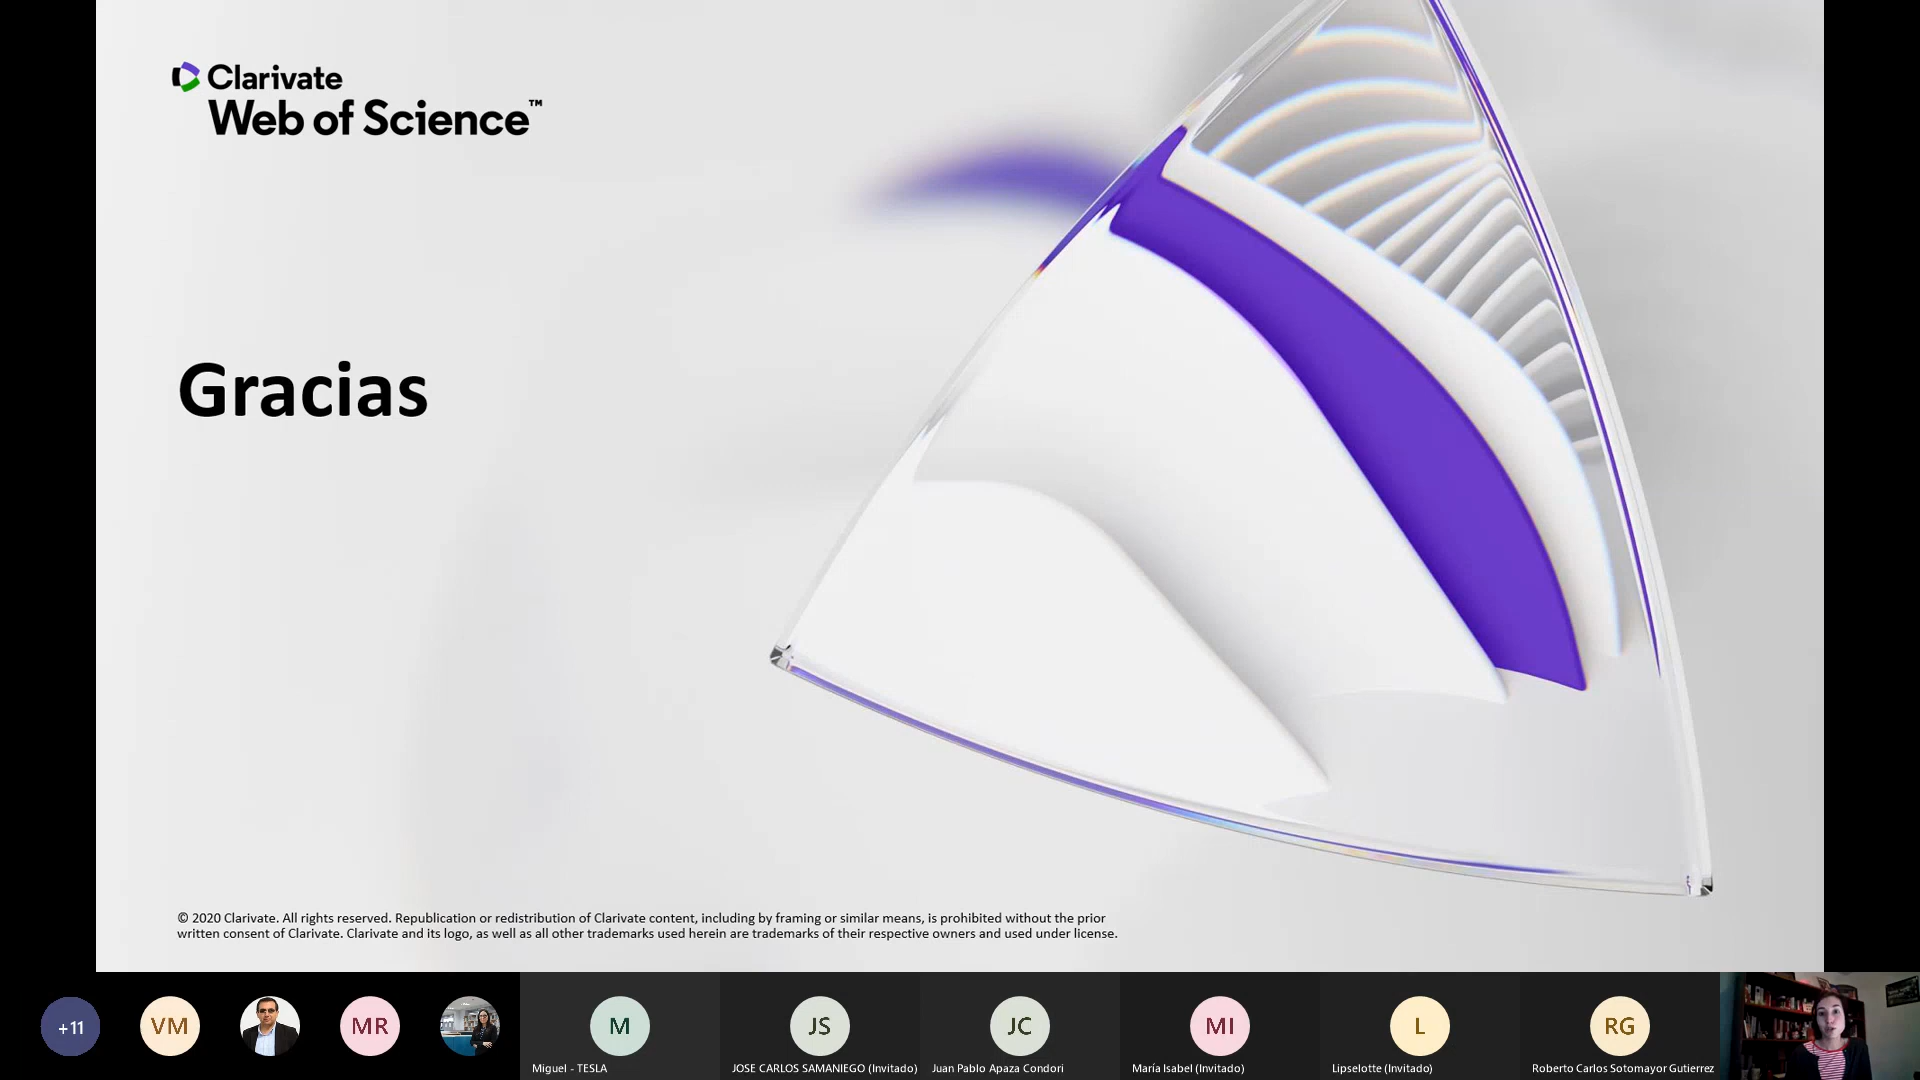 Clarivate
Web of Science™
Gracias
© 2020 Clarivate. All rights reserved. Republication or redistribution of Clarivate content, including by framing or similar means, is prohibited without the prior
written consent of Clarivate. Clarivate and its logo, as well as all other trademarks used herein are trademarks of their respective owners and used under license.
+11
VM
MR
M
JS
JC
MI
L
RG
Miguel - TESLA
JOSE CARLOS SAMANIEGO (Invitado)
Juan Pablo Apaza Condori
María Isabel (Invitado)
Lipselotte (Invitado)
Roberto Carlos Sotomayor Gutierrez